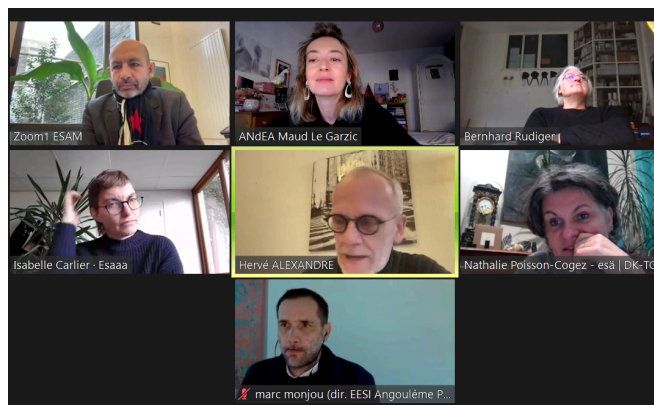 Zoom1 ESAM
ANdEA Maud Le Garzic
Bernhard Rudiger
Isabelle Carlier · Esaaa
Hervé ALEXANDRE
Nathalie Poisson-Cogez - esä | DK-TO
marc monjou (dir. EESI Angoulême P...